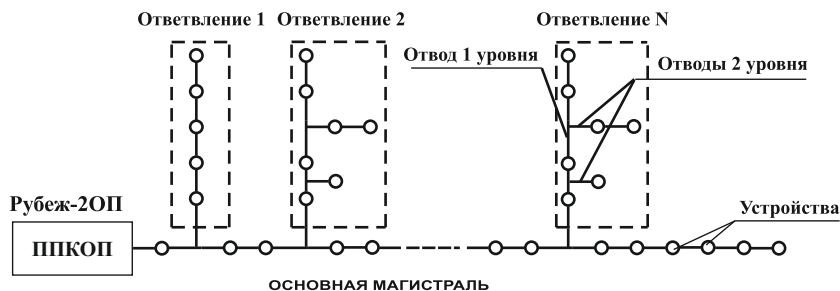 Ответвление 1
Ответвление 2
Ответвление N
Отвод 1 уровня
Отводы 2 уровня
Рубеж-2ОП
ППКОП
Устройства
ОСНОВНАЯ МАГИСТРАЛЬ